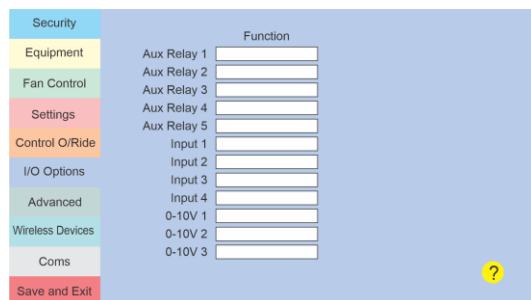 Security
Equipment
Fan Control
Settings
Control O/Ride
I/O Options
Advanced
Wireless Devices
Coms
Save and Exit
Function
Aux Relay 1
Aux Relay 2
Aux Relay 3
Aux Relay 4
Aux Relay 5
Input 1
Input 2
Input 3
Input 4
0-10V 1
0-10V 2
0-10V 3
?